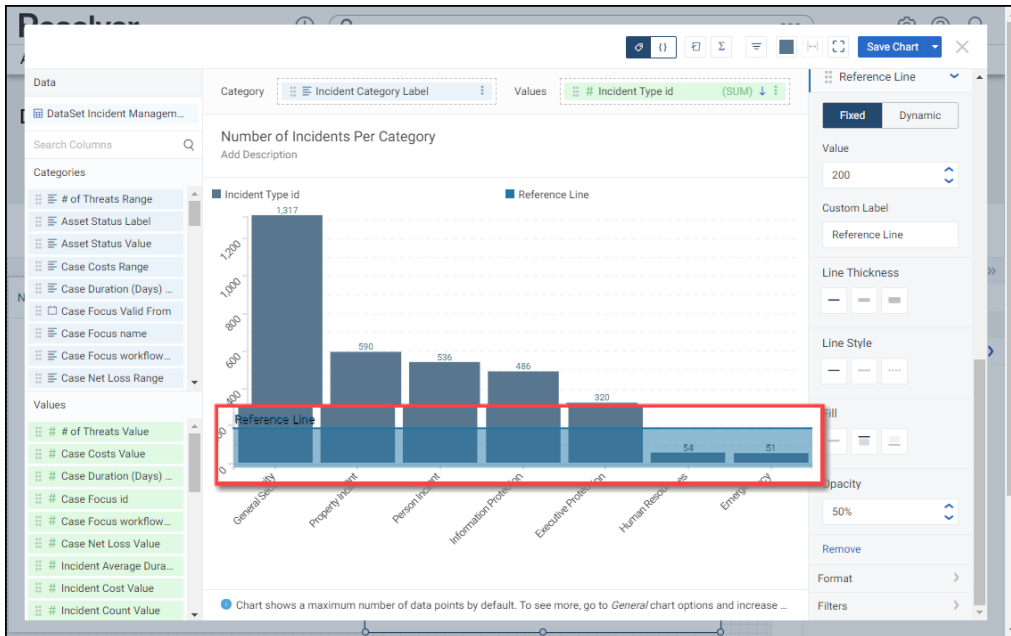 Resolver
Save Chart
Data
DataSet Incident Managem...
Search Columns
Categories
# of Threats Range
Asset Status Label
Asset Status Value
Case Costs Range
Case Duration (Days) ...
Case Focus Valid From
Case Focus name
Case Focus workflow...
Case Net Loss Range
Values
# # of Threats Value
# Case Costs Value
# Case Duration (Days) ...
# Case Focus id
# Case Focus workflow...
# Case Net Loss Value
# Incident Average Dura...
# Incident Cost Value
# Incident Count Value
Category
Incident Category Label
Values
# Incident Type id (SUM)
Number of Incidents Per Category
Add Description
Incident Type id
Reference Line
1,317
590
536
486
320
54
51
1,200
1,000
800
600
400
0
Reference Line
General Security
Property Incident
Person Incident
Information Protection
Executive Protection
Human Resources
Emergency
Chart shows a maximum number of data points by default. To see more, go to General chart options and increase ...
Reference Line
Fixed
Dynamic
Value
200
Custom Label
Reference Line
Line Thickness
Line Style
Fill
Opacity
50%
Remove
Format
Filters